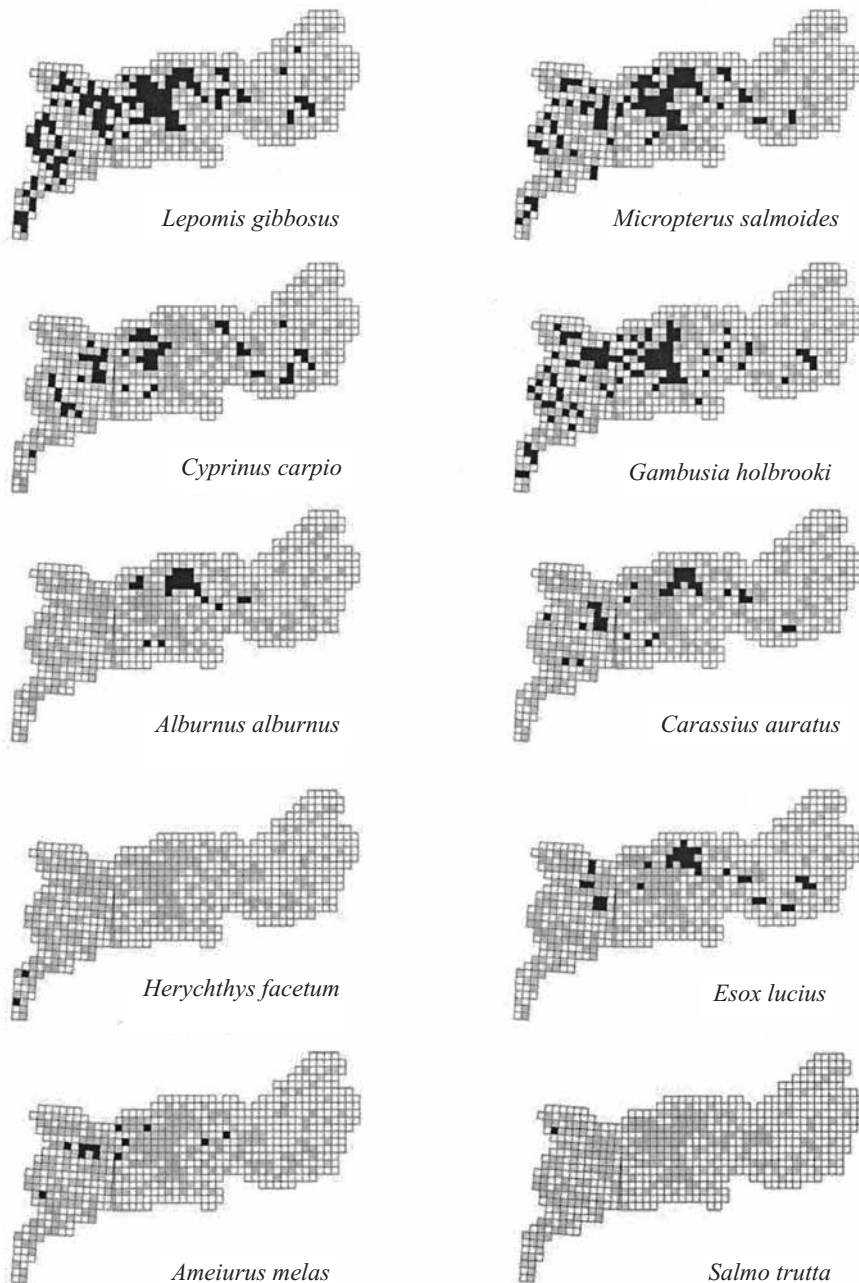 Lepomis gibbosus
Micropterus salmoides
Cyprinus carpio
Gambusia holbrooki
Alburnus alburnus
Carassius auratus
Herychthys facetum
Esox lucius
Ameiurus melas
Salmo trutta